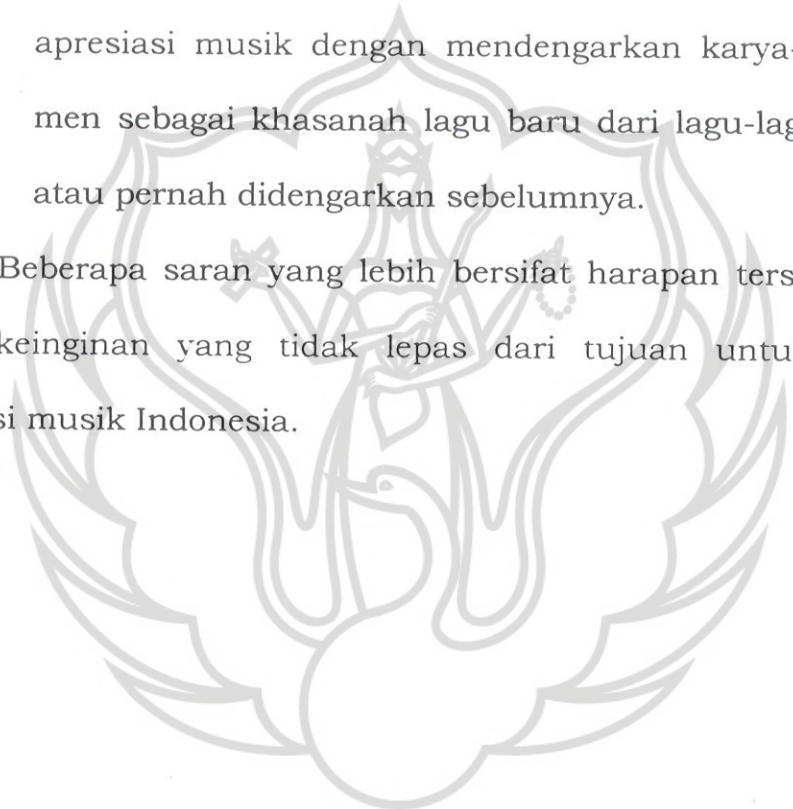 apresiasi musik dengan mendengarkan karya-
men sebagai khasanah lagu baru dari lagu-lag
atau pernah didengarkan sebelumnya.
Beberapa saran yang lebih bersifat harapan ters
keinginan yang tidak lepas dari tujuan untu
si musik Indonesia.